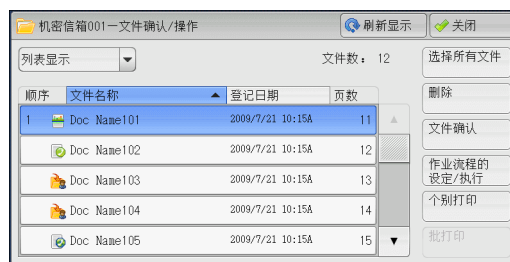 机密信箱001—文件确认/操作 刷新显示 关闭
列表显示 文件数： 12 选择所有文件
顺序 文件名称 登记日期 页数 删除
1 Doc Name101 2009/7/21 10:15A 11
文件确认
Doc Name102 2009/7/21 10:15A 12
作业流程的
设定/执行
Doc Name103 2009/7/21 10:15A 13
个别打印
Doc Name104 2009/7/21 10:15A 14
批打印
Doc Name105 2009/7/21 10:15A 15